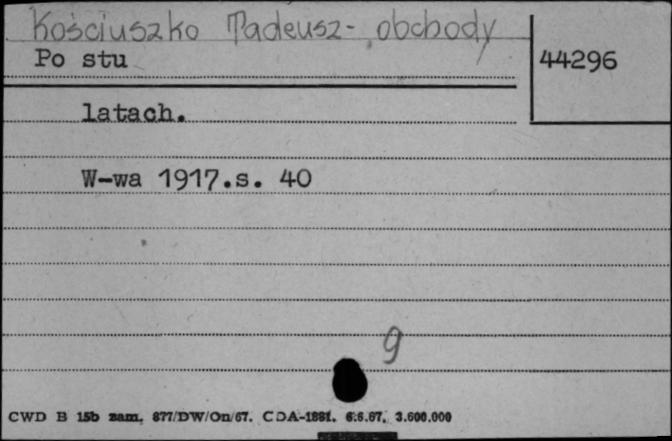 Kościuszko Tadeusz - obchody
Po stu
44296
latach.
W-wa 1917.s. 40
9
CWD B 15b zam. 877/DW/On/67. CDA-1881. 6.6.67. 3.600.000